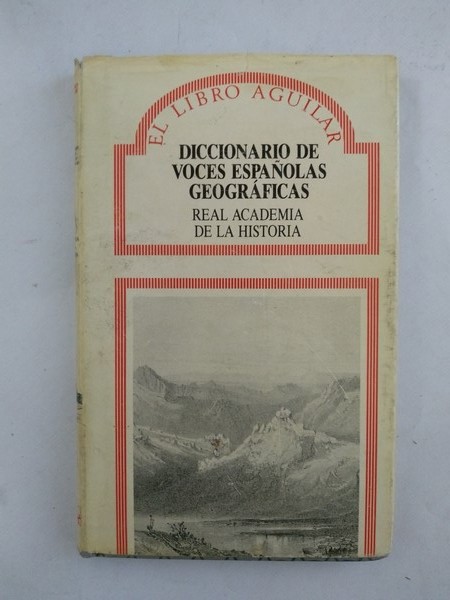 EL LIBRO AGUILAR
DICCIONARIO DE
VOCES ESPAÑOLAS
GEOGRÁFICAS
REAL ACADEMIA
DE LA HISTORIA